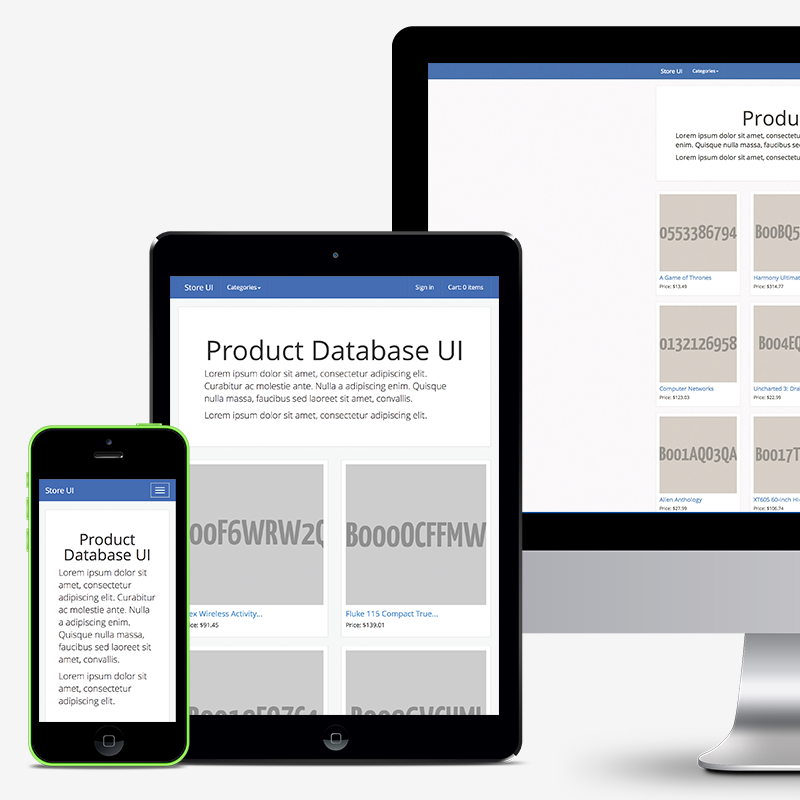 Store UI Categories
Produ
Lorem ipsum dolor sit amet, consectetu
enim. Quisque nulla massa, faucibus se
Lorem ipsum dolor sit amet, consectetu
0553386794 B00BQ5
A Game of Thrones Harmony Ultimat
Price: $13.49 Price: $314.77
0132126958 B004EQ
Computer Networks Uncharted 3: Dra
Price: $123.03 Price: $22.99
B001AQ03QA B0017T
Alien Anthology XT60S 60-Inch Hi-
Price: $27.99 Price: $106.74
Store UI Categories Sign in Cart: 0 items
Product Database UI
Lorem ipsum dolor sit amet, consectetur adipiscing elit.
Curabitur ac molestie ante. Nulla a adipiscing enim. Quisque
nulla massa, faucibus sed laoreet sit amet, convallis.
Lorem ipsum dolor sit amet, consectetur adipiscing elit.
00F6WRW2Q B000OCFFMW
ex Wireless Activity... Fluke 115 Compact True...
: $91.45 Price: $139.01
Store UI
Product
Database UI
Lorem ipsum dolor sit
amet, consectetur
adipiscing elit. Curabitur
ac molestie ante. Nulla
a adipiscing enim.
Quisque nulla massa,
faucibus sed laoreet sit
amet, convallis.
Lorem ipsum dolor sit
amet, consectetur
adipiscing elit.